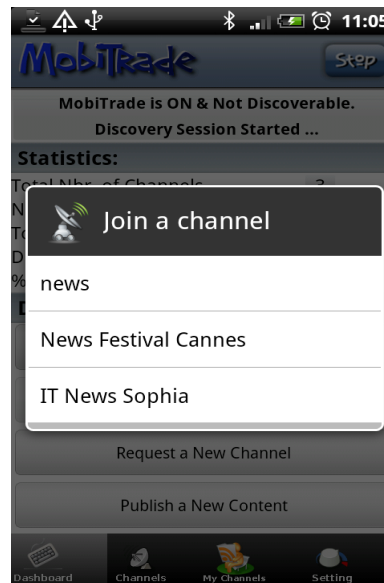 11:05
MobiTrade
Stop
MobiTrade is ON & Not Discoverable.
Discovery Session Started ...
Statistics:
Total Nbr. of Channels 3
N
To
D
%
Join a channel
news
News Festival Cannes
IT News Sophia
Request a New Channel
Publish a New Content
Dashboard
Channels
My Channels
Setting